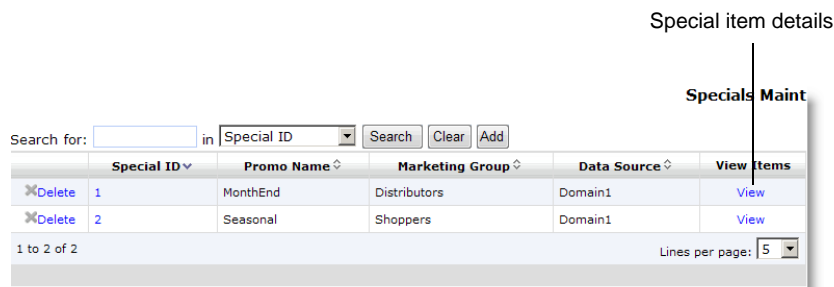 Special item details
Specials Maint
Search for: in Special ID Search Clear Add
Special ID Promo Name Marketing Group Data Source View Items
Delete 1 MonthEnd Distributors Domain1 View
Delete 2 Seasonal Shoppers Domain1 View
1 to 2 of 2 Lines per page: 5